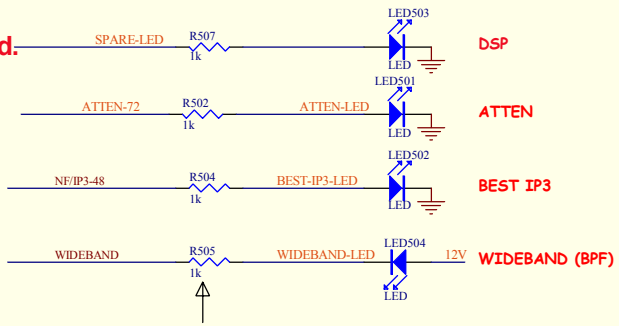 LED503
d. SPARE-LED R507 DSP
1k LED
LED501
ATTEN-72 R502 ATTEN-LED ATTEN
1k LED
LED502
NF/IP3-48 R504 BEST-IP3-LED BEST IP3
1k LED
LED504
WIDEBAND R505 WIDEBAND-LED 12V WIDEBAND (BPF)
1k
LED